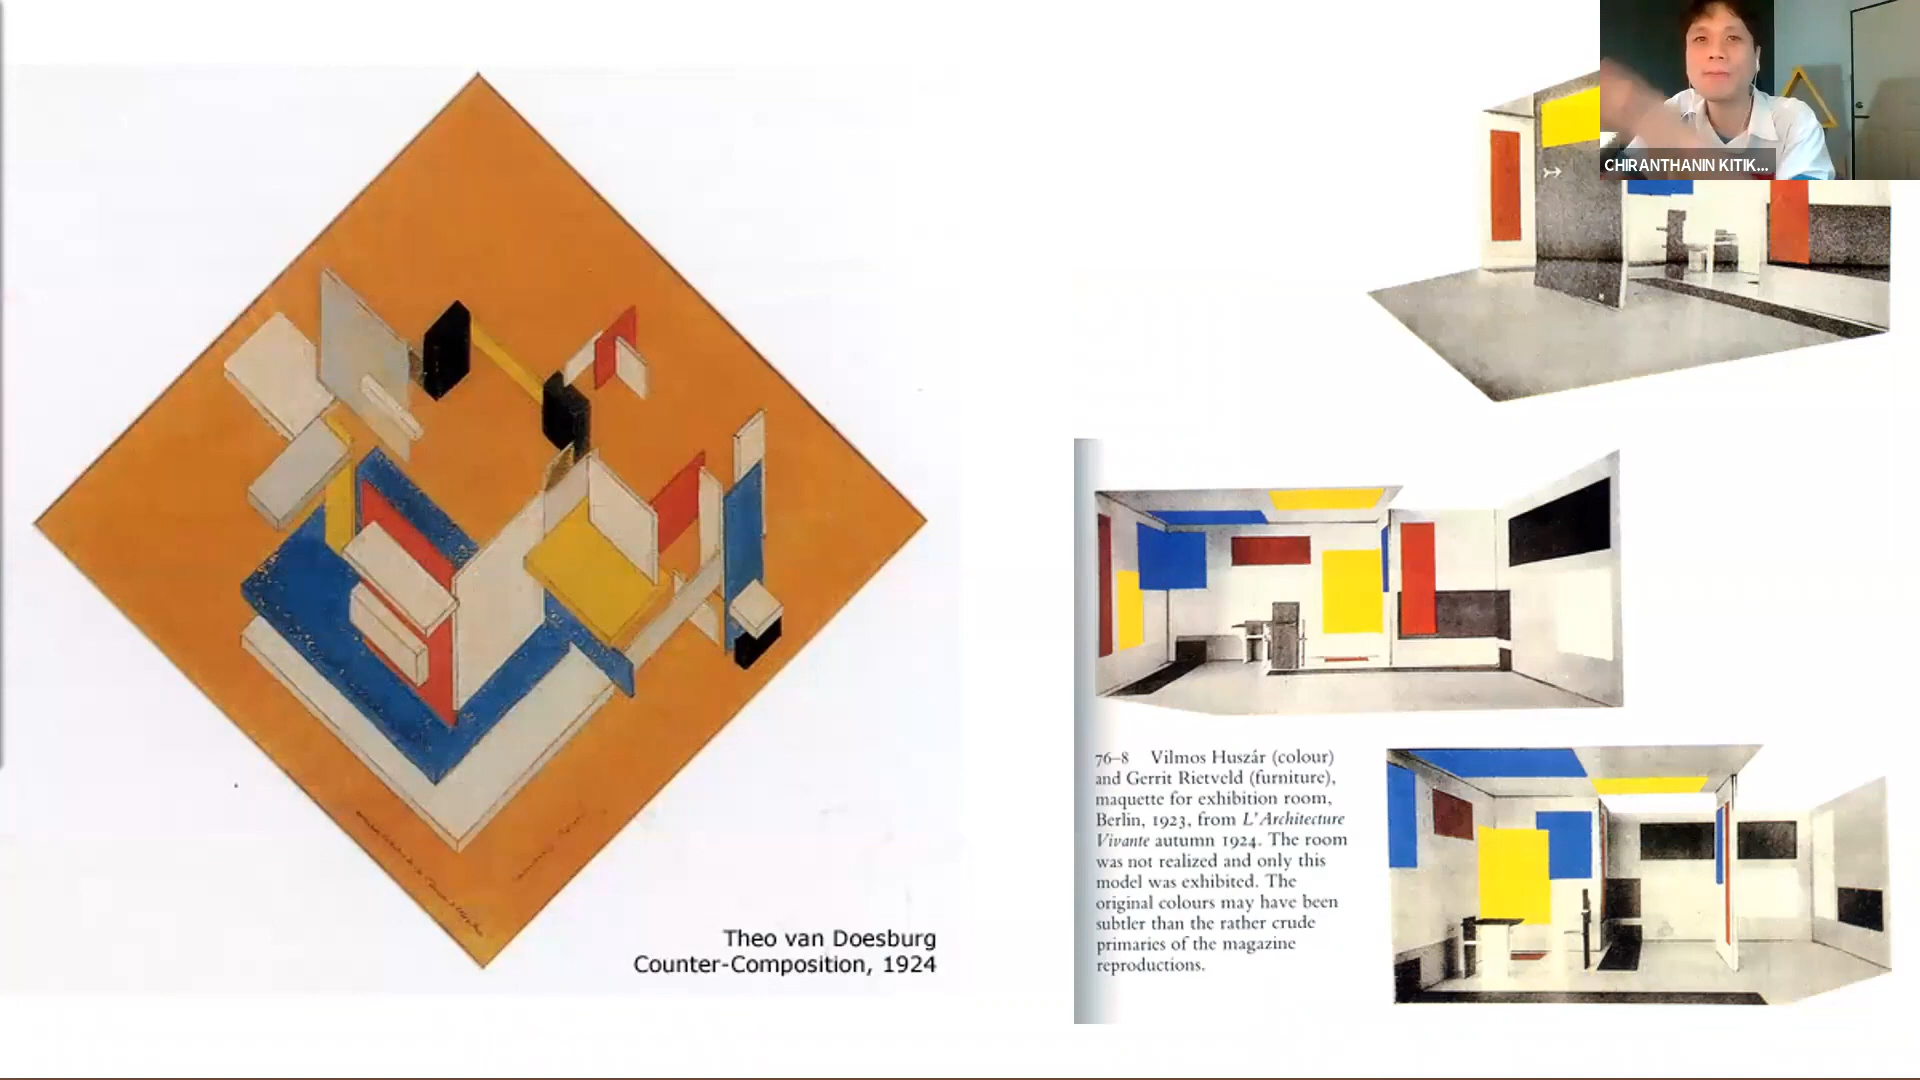 CHIRANTHANIN KITIK...
Theo van Doesburg
Counter-Composition, 1924
76–8 Vilmos Huszár (colour)
and Gerrit Rietveld (furniture),
maquette for exhibition room,
Berlin, 1923, from L'Architecture
Vivante autumn 1924. The room
was not realized and only this
model was exhibited. The
original colours may have been
subtler than the rather crude
primaries of the magazine
reproductions.